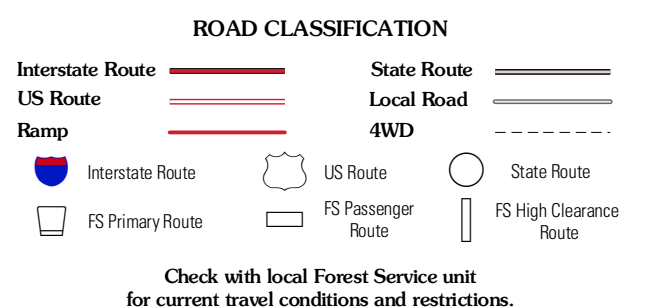 ROAD CLASSIFICATION
Interstate Route
State Route
US Route
Local Road
Ramp
4WD
Interstate Route
US Route
State Route
FS Primary Route
FS Passenger
Route
FS High Clearance
Route
Check with local Forest Service unit
for current travel conditions and restrictions.